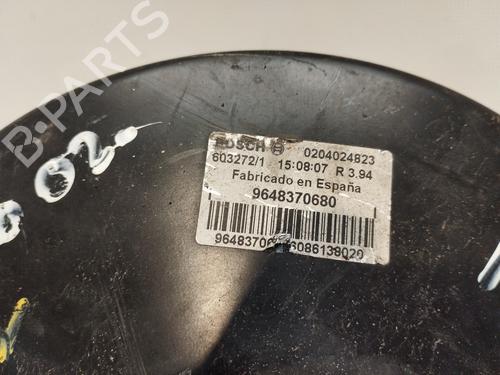 B-PARTS
BOSCH 0204024823
603272/1 15:08:07 R 3.94
Fabricado en España
9648370680